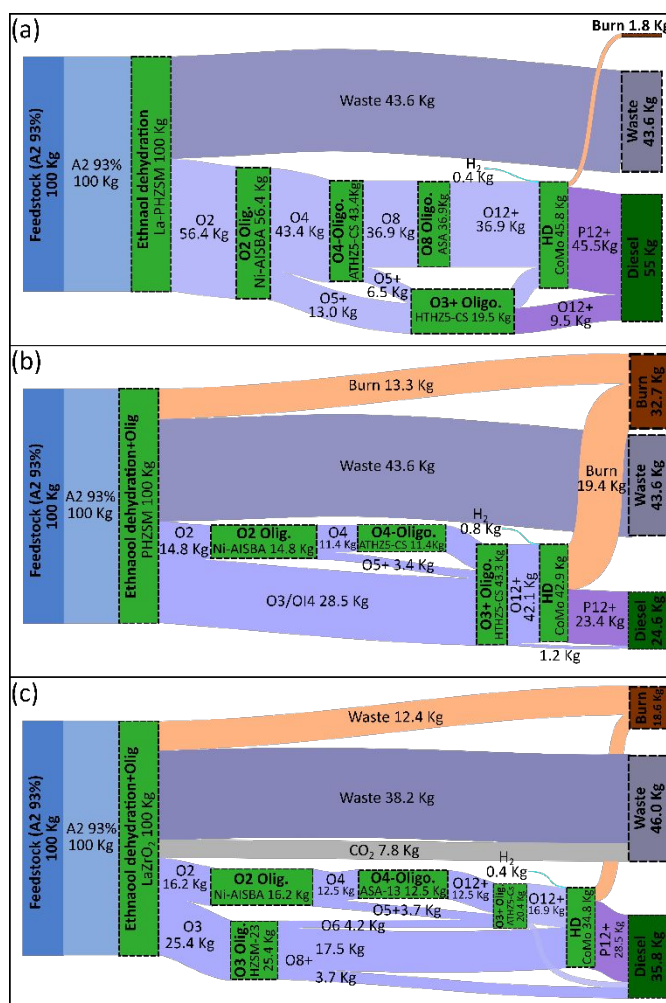 (a)
Burn 1.8 Kg
Feedstock (A2 93%)
100 Kg
A2 93%
100 Kg
Ethnaol dehydration
La-PHZSM 100 Kg
Waste 43.6 Kg
Waste
43.6 Kg
O2
56.4 Kg
O2 Olig.
Ni-AlSBA 56.4 Kg
O4
43.4 Kg
O4-Oligo.
ATHZ5-CS 43.4Kg
O8
36.9 Kg
O8 Oligo.
ASA 36.9Kg
H2
0.4 Kg
O12+
36.9 Kg
HD
CoMo 45.8 Kg
P12+
45.5Kg
Diesel
55 Kg
O5+
6.5 Kg
O5+
13.0 Kg
O3+ Oligo.
HTHZ5-CS 19.5 Kg
O12+
9.5 Kg
(b)
Feedstock (A2 93%)
100 Kg
A2 93%
100 Kg
Ethnaool dehydration+Olig
PHZSM 100 Kg
Burn 13.3 Kg
Burn
32.7 Kg
Waste 43.6 Kg
Waste
43.6 Kg
Burn
19.4 Kg
O2
14.8 Kg
O2 Olig.
Ni-AlSBA 14.8 Kg
O4
11.4 Kg
O4-Oligo.
ATHZ5-CS 11.4Kg
O5+ 3.4 Kg
H2
0.8 Kg
O3/Ol4 28.5 Kg
O3+ Oligo.
HTHZ5-CS 43.3 Kg
O12+
42.1 Kg
HD
CoMo 42.9 Kg
P12+
23.4 Kg
Diesel
24.6 Kg
1.2 Kg
(c)
Feedstock (A2 93%)
100 Kg
A2 93%
100 Kg
Ethnaool dehydration+Olig
LaZrO2 100 Kg
Waste 12.4 Kg
Burn
18.6 Kg
Waste 38.2 Kg
Waste
46.0 Kg
CO2 7.8 Kg
O2
16.2 Kg
O2 Olig.
Ni-AlSBA 16.2 Kg
O4
12.5 Kg
O4-Oligo.
ASA-13 12.5 Kg
O12+
12.5 Kg
H2
0.4 Kg
O5+3.7 Kg
O3+ Olig.
ATHZ5-CS
20.4 Kg
O12+
16.9 Kg
O3
25.4 Kg
O3 Olig.
HZSM-23
25.4 Kg
O6 4.2 Kg
O8+
17.5 Kg
3.7 Kg
HD
CoMo 34.8 Kg
P12+
28.5 Kg
Diesel
35.8 Kg